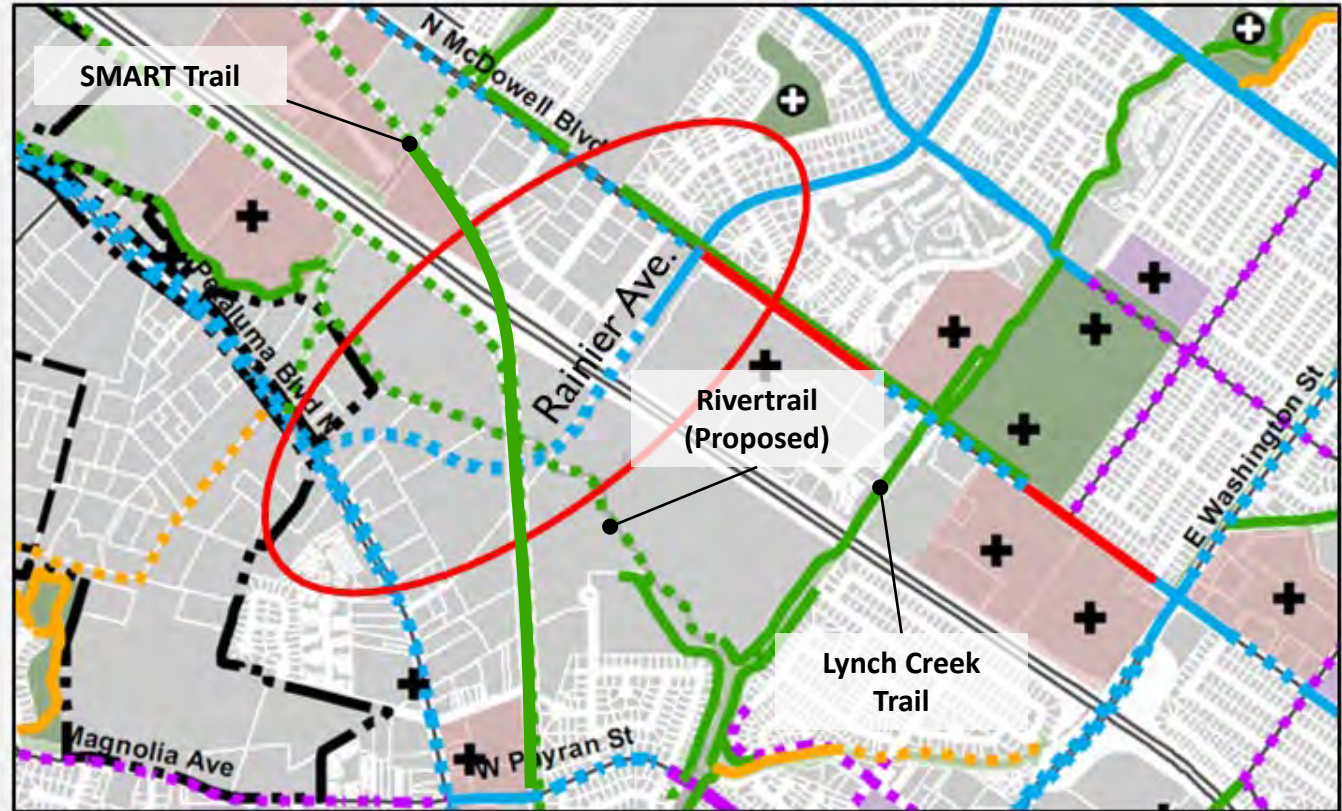 SMART Trail
N McDowell Blvd
Petaluma Blvd N
Rainier Ave.
Rivertrail
(Proposed)
E Washington St
Lynch Creek
Trail
Magnolia Ave
W Payran St